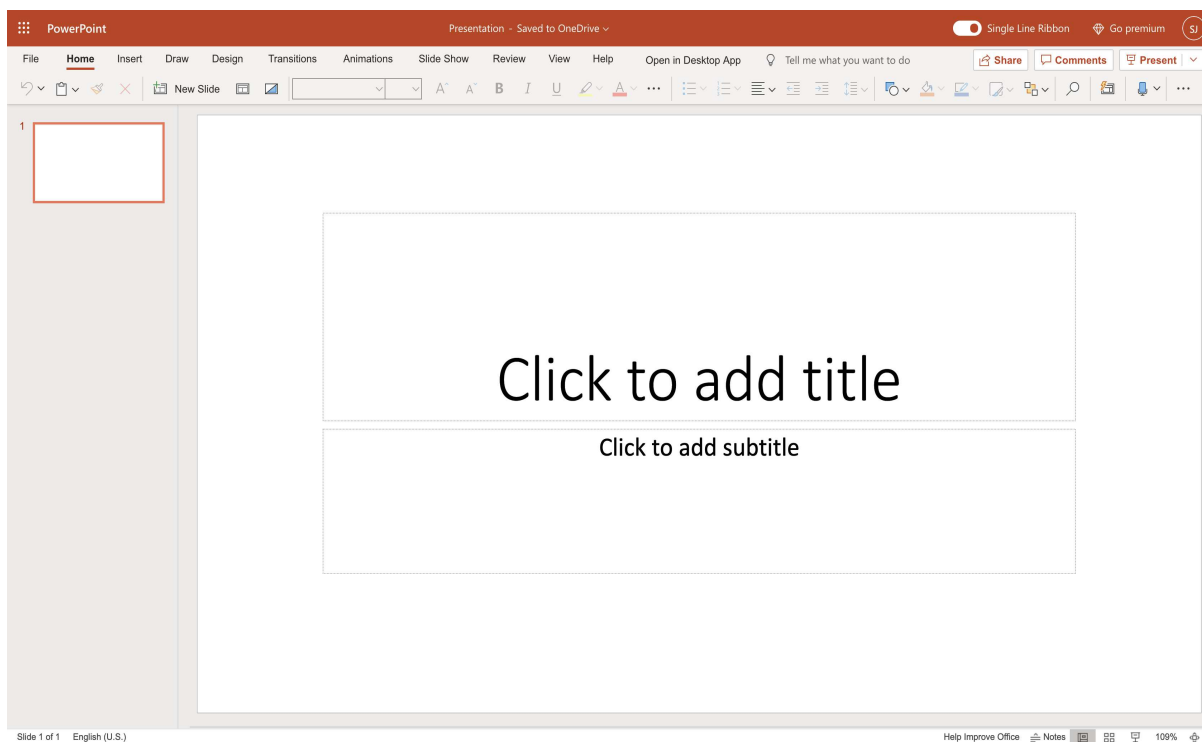 PowerPoint Presentation - Saved to OneDrive Single Line Ribbon Go premium SJ
File Home Insert Draw Design Transitions Animations Slide Show Review View Help Open in Desktop App Tell me what you want to do Share Comments Present
New Slide A^ A˅ B I U A
1
Click to add title
Click to add subtitle
Slide 1 of 1 English (U.S.) Help Improve Office Notes 109%